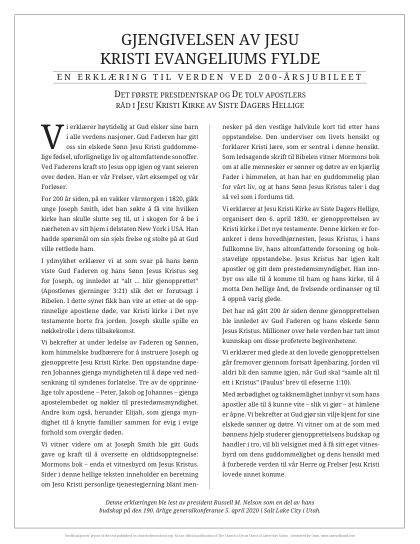 GJENGIVELSEN AV JESU
KRISTI EVANGELIUMS FYLDE
EN ERKLÆRING TIL VERDEN VED 200-ÅRSJUBILEET
DET FØRSTE PRESIDENTSKAP OG DE TOLV APOSTLERS
RÅD I JESU KRISTI KIRKE AV SISTE DAGERS HELLIGE
Vi erklærer høytidelig at Gud elsker sine barn
i alle verdens nasjoner. Gud Faderen har gitt
oss sin elskede Sønn Jesu Kristi guddomme-
lige fødsel, uforlignelige liv og altomfattende sonoffer.
Ved Faderens kraft sto Jesus opp igjen og vant seieren
over døden. Han er vår Frelser, vårt eksempel og vår
Forløser.
For 200 år siden, på en vakker vårmorgen i 1820, gikk
unge Joseph Smith, idet han søkte å få vite hvilken
kirke han skulle slutte seg til, ut i skogen for å be i
nærheten av sitt hjem i delstaten New York i USA. Han
hadde spørsmål om sin sjels frelse og stolte på at Gud
ville rettlede ham.
I ydmykhet erklærer vi at som svar på hans bønn
viste Gud Faderen og hans Sønn Jesus Kristus seg
for Joseph, og innledet at “alt ... blir gjenopprettet”
(Apostlenes gjerninger 3:21) slik det er forutsagt i
Bibelen. I dette synet fikk han vite at etter at de opp-
rinnelige apostlene døde, var Kristi kirke i Det nye
testamente borte fra jorden. Joseph skulle spille en
nøkkelrolle i dens tilbakekomst.
Vi bekrefter at under ledelse av Faderen og Sønnen,
kom himmelske budbærere for å instruere Joseph og
gjenopprette Jesu Kristi Kirke. Den oppstandne døpe-
ren Johannes gjenga myndigheten til å døpe ved ned-
senkning til syndenes forlatelse. Tre av de opprinne-
lige tolv apostlene – Peter, Jakob og Johannes – gjenga
apostelembedet og nøkler til prestedømsmyndighet.
Andre kom også, herunder Elijah, som gjenga myn-
dighet til å knytte familier sammen for evig i evige
forhold som overgår døden.
Vi vitner videre om at Joseph Smith ble gitt Guds
gave og kraft til å oversette en oldtidsopptegnelse:
Mormons bok – enda et vitnesbyrd om Jesus Kristus.
Sider i denne hellige teksten inneholder en beretning
om Jesu Kristi personlige tjenestegjerning blant men-
nesker på den vestlige halvkule kort tid etter hans
oppstandelse. Den underviser om livets hensikt og
forklarer Kristi lære, som er sentral i denne hensikt.
Som ledsagende skrift til Bibelen vitner Mormons bok
om at alle mennesker er sønner og døtre av en kjærlig
Fader i himmelen, at han har en guddommelig plan
for vårt liv, og at hans Sønn Jesus Kristus taler i dag
så vel som i fordums tid.
Vi erklærer at Jesu Kristi Kirke av Siste Dagers Hellige,
organisert den 6. april 1830, er gjenopprettelsen av
Kristi kirke i Det nye testamente. Denne kirken er for-
ankret i dens hovedhjørnesten, Jesus Kristus, i hans
fullkomne liv, hans altomfattende forsoning og bok-
stavelige oppstandelse. Jesus Kristus har igjen kalt
apostler og gitt dem prestedømsmyndighet. Han inn-
byr oss alle til å komme til ham og hans kirke, til å
motta Den hellige ånd, de frelsende ordinanser og til
å oppnå varig glede.
Det har nå gått 200 år siden denne gjenopprettelsen
ble innledet av Gud Faderen og hans elskede Sønn
Jesus Kristus. Millioner over hele verden har tatt imot
kunnskap om disse profeterte begivenhetene.
Vi erklærer med glede at den lovede gjenopprettelsen
går fremover gjennom fortsatt åpenbaring. Jorden vil
aldri bli den samme igjen, når Gud skal “samle alt til
ett i Kristus” (Paulus’ brev til efeserne 1:10).
Med ærbødighet og takknemlighet innbyr vi som hans
apostler alle til å kunne vite – slik vi gjør – at himlene
er åpne. Vi bekrefter at Gud gjør sin vilje kjent for sine
elskede sønner og døtre. Vi vitner om at de som med
bønnens hjelp studerer gjenopprettelsens budskap og
handler i tro, vil bli velsignet med å få sitt eget vitnes-
byrd om dens guddommelighet og dens hensikt med
å forberede verden til vår Herre og Frelser Jesu Kristi
lovede annet komme.
Denne erklæringen ble lest av president Russell M. Nelson som en del av hans
budskap på den 190. årlige generalkonferanse 5. april 2020 i Salt Lake City i Utah.